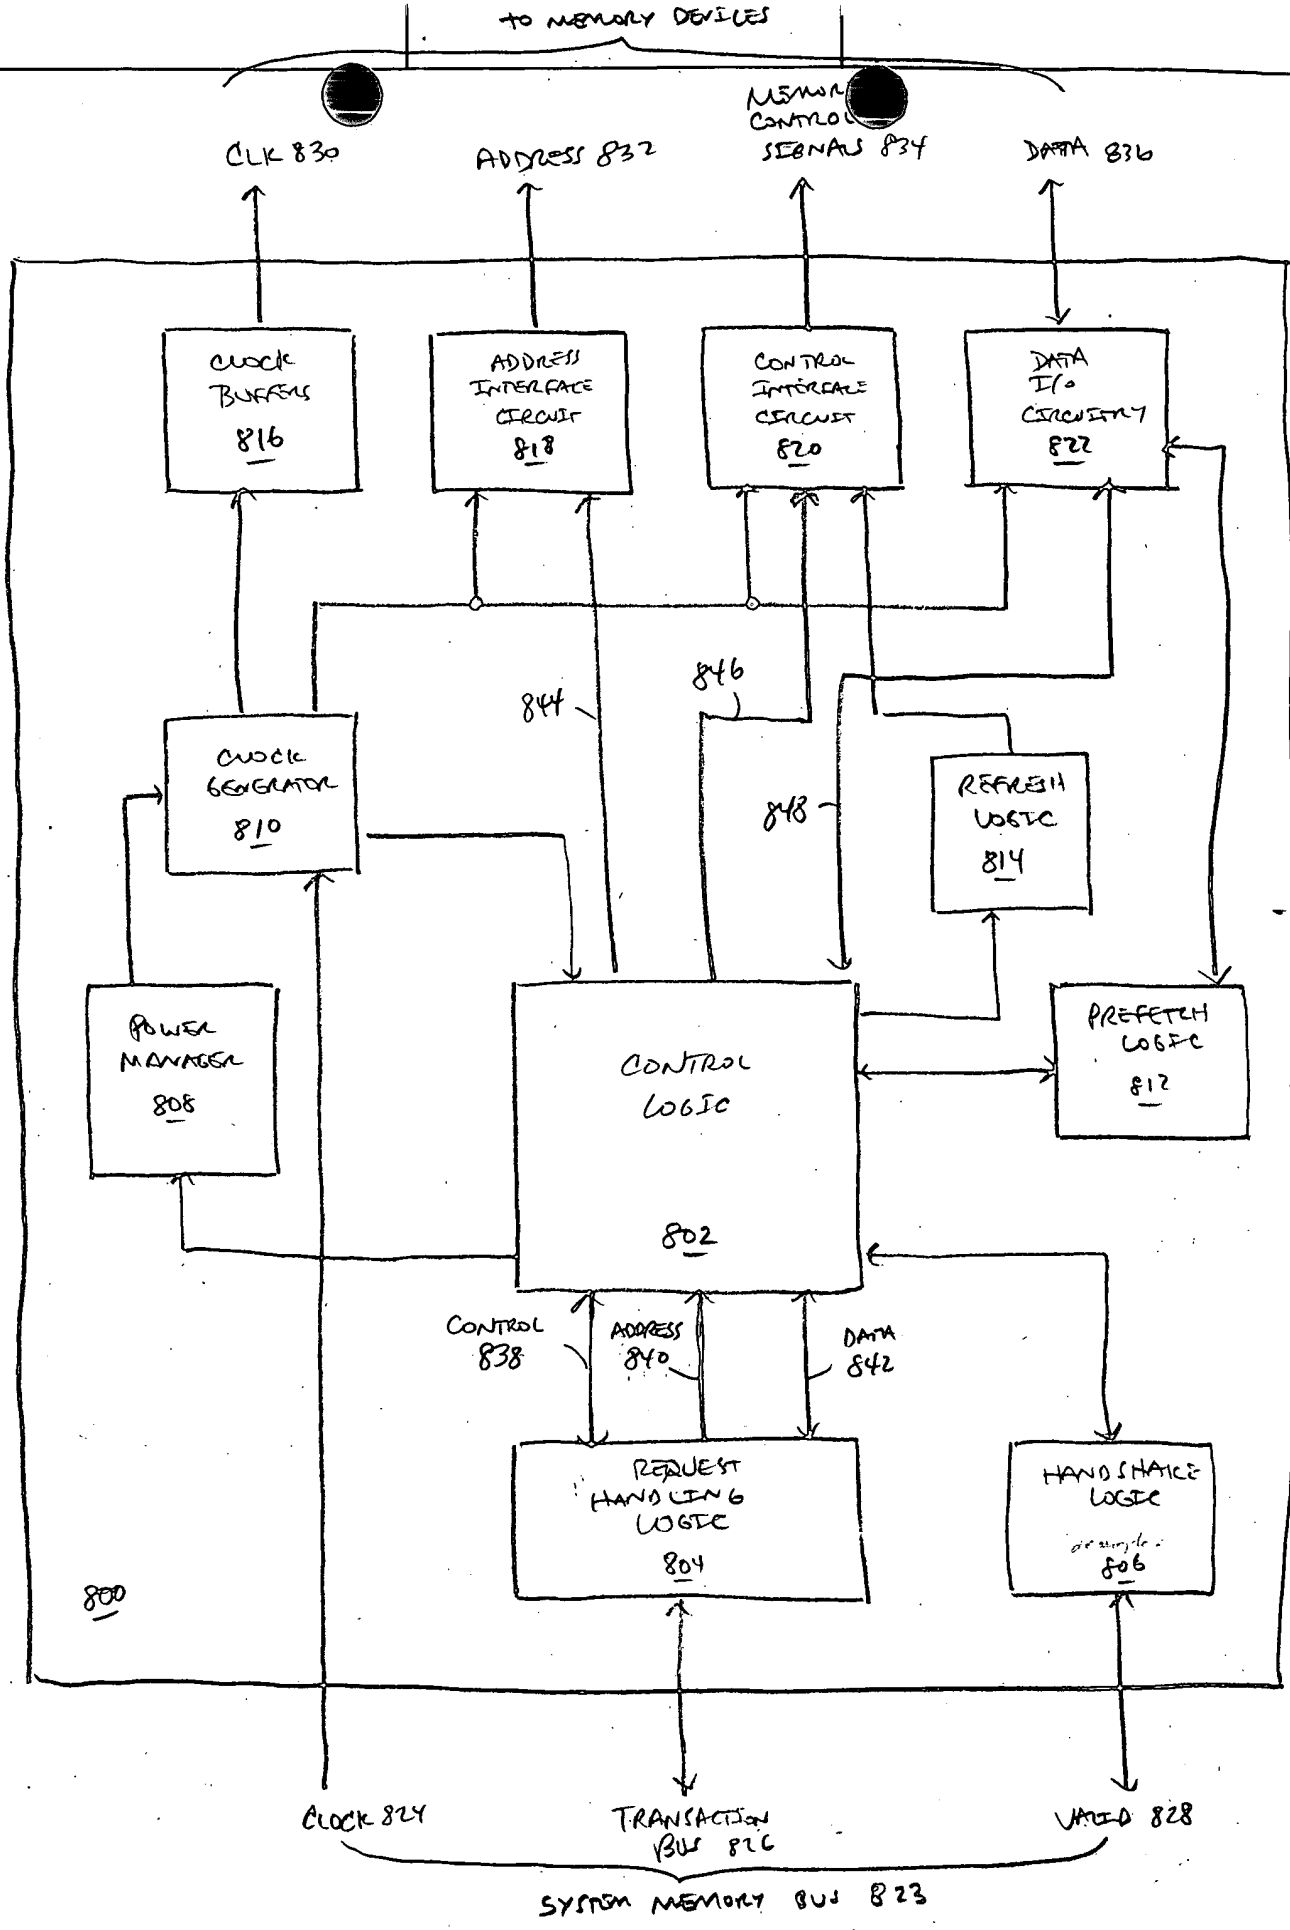 TO MEMORY DEVICES
CLK 830
ADDRESS 832
MEMOR
CONTROL
SIGNALS 834
DATA 836
CLOCK
BUFFERS
816
ADDRESS
INTERFACE
CIRCUIT
818
CONTROL
INTERFACE
CIRCUIT
820
DATA
I/O
CIRCUITRY
822
844
846
848
CLOCK
GENERATOR
810
REFRESH
LOGIC
814
POWER
MANAGER
808
CONTROL
LOGIC
802
PREFETCH
LOGIC
812
CONTROL
838
ADDRESS
840
DATA
842
REQUEST
HANDLING
LOGIC
804
HANDSHAKE
LOGIC
806
800
CLOCK 824
TRANSACTION
BUS 826
VALID 828
SYSTEM MEMORY BUS 823